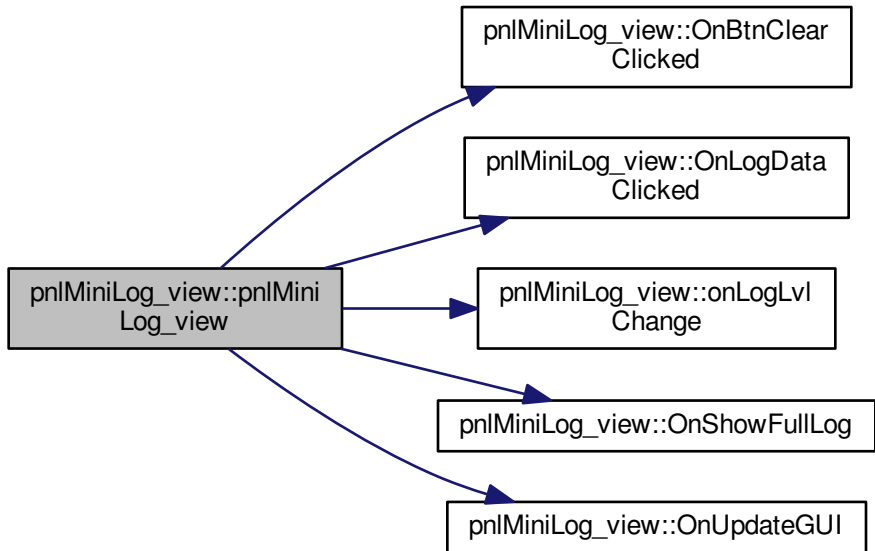 pnlMiniLog_view::OnBtnClear
Clicked
pnlMiniLog_view::OnLogData
Clicked
pnlMiniLog_view::pnlMini
Log_view
pnlMiniLog_view::onLogLvl
Change
pnlMiniLog_view::OnShowFullLog
pnlMiniLog_view::OnUpdateGUI